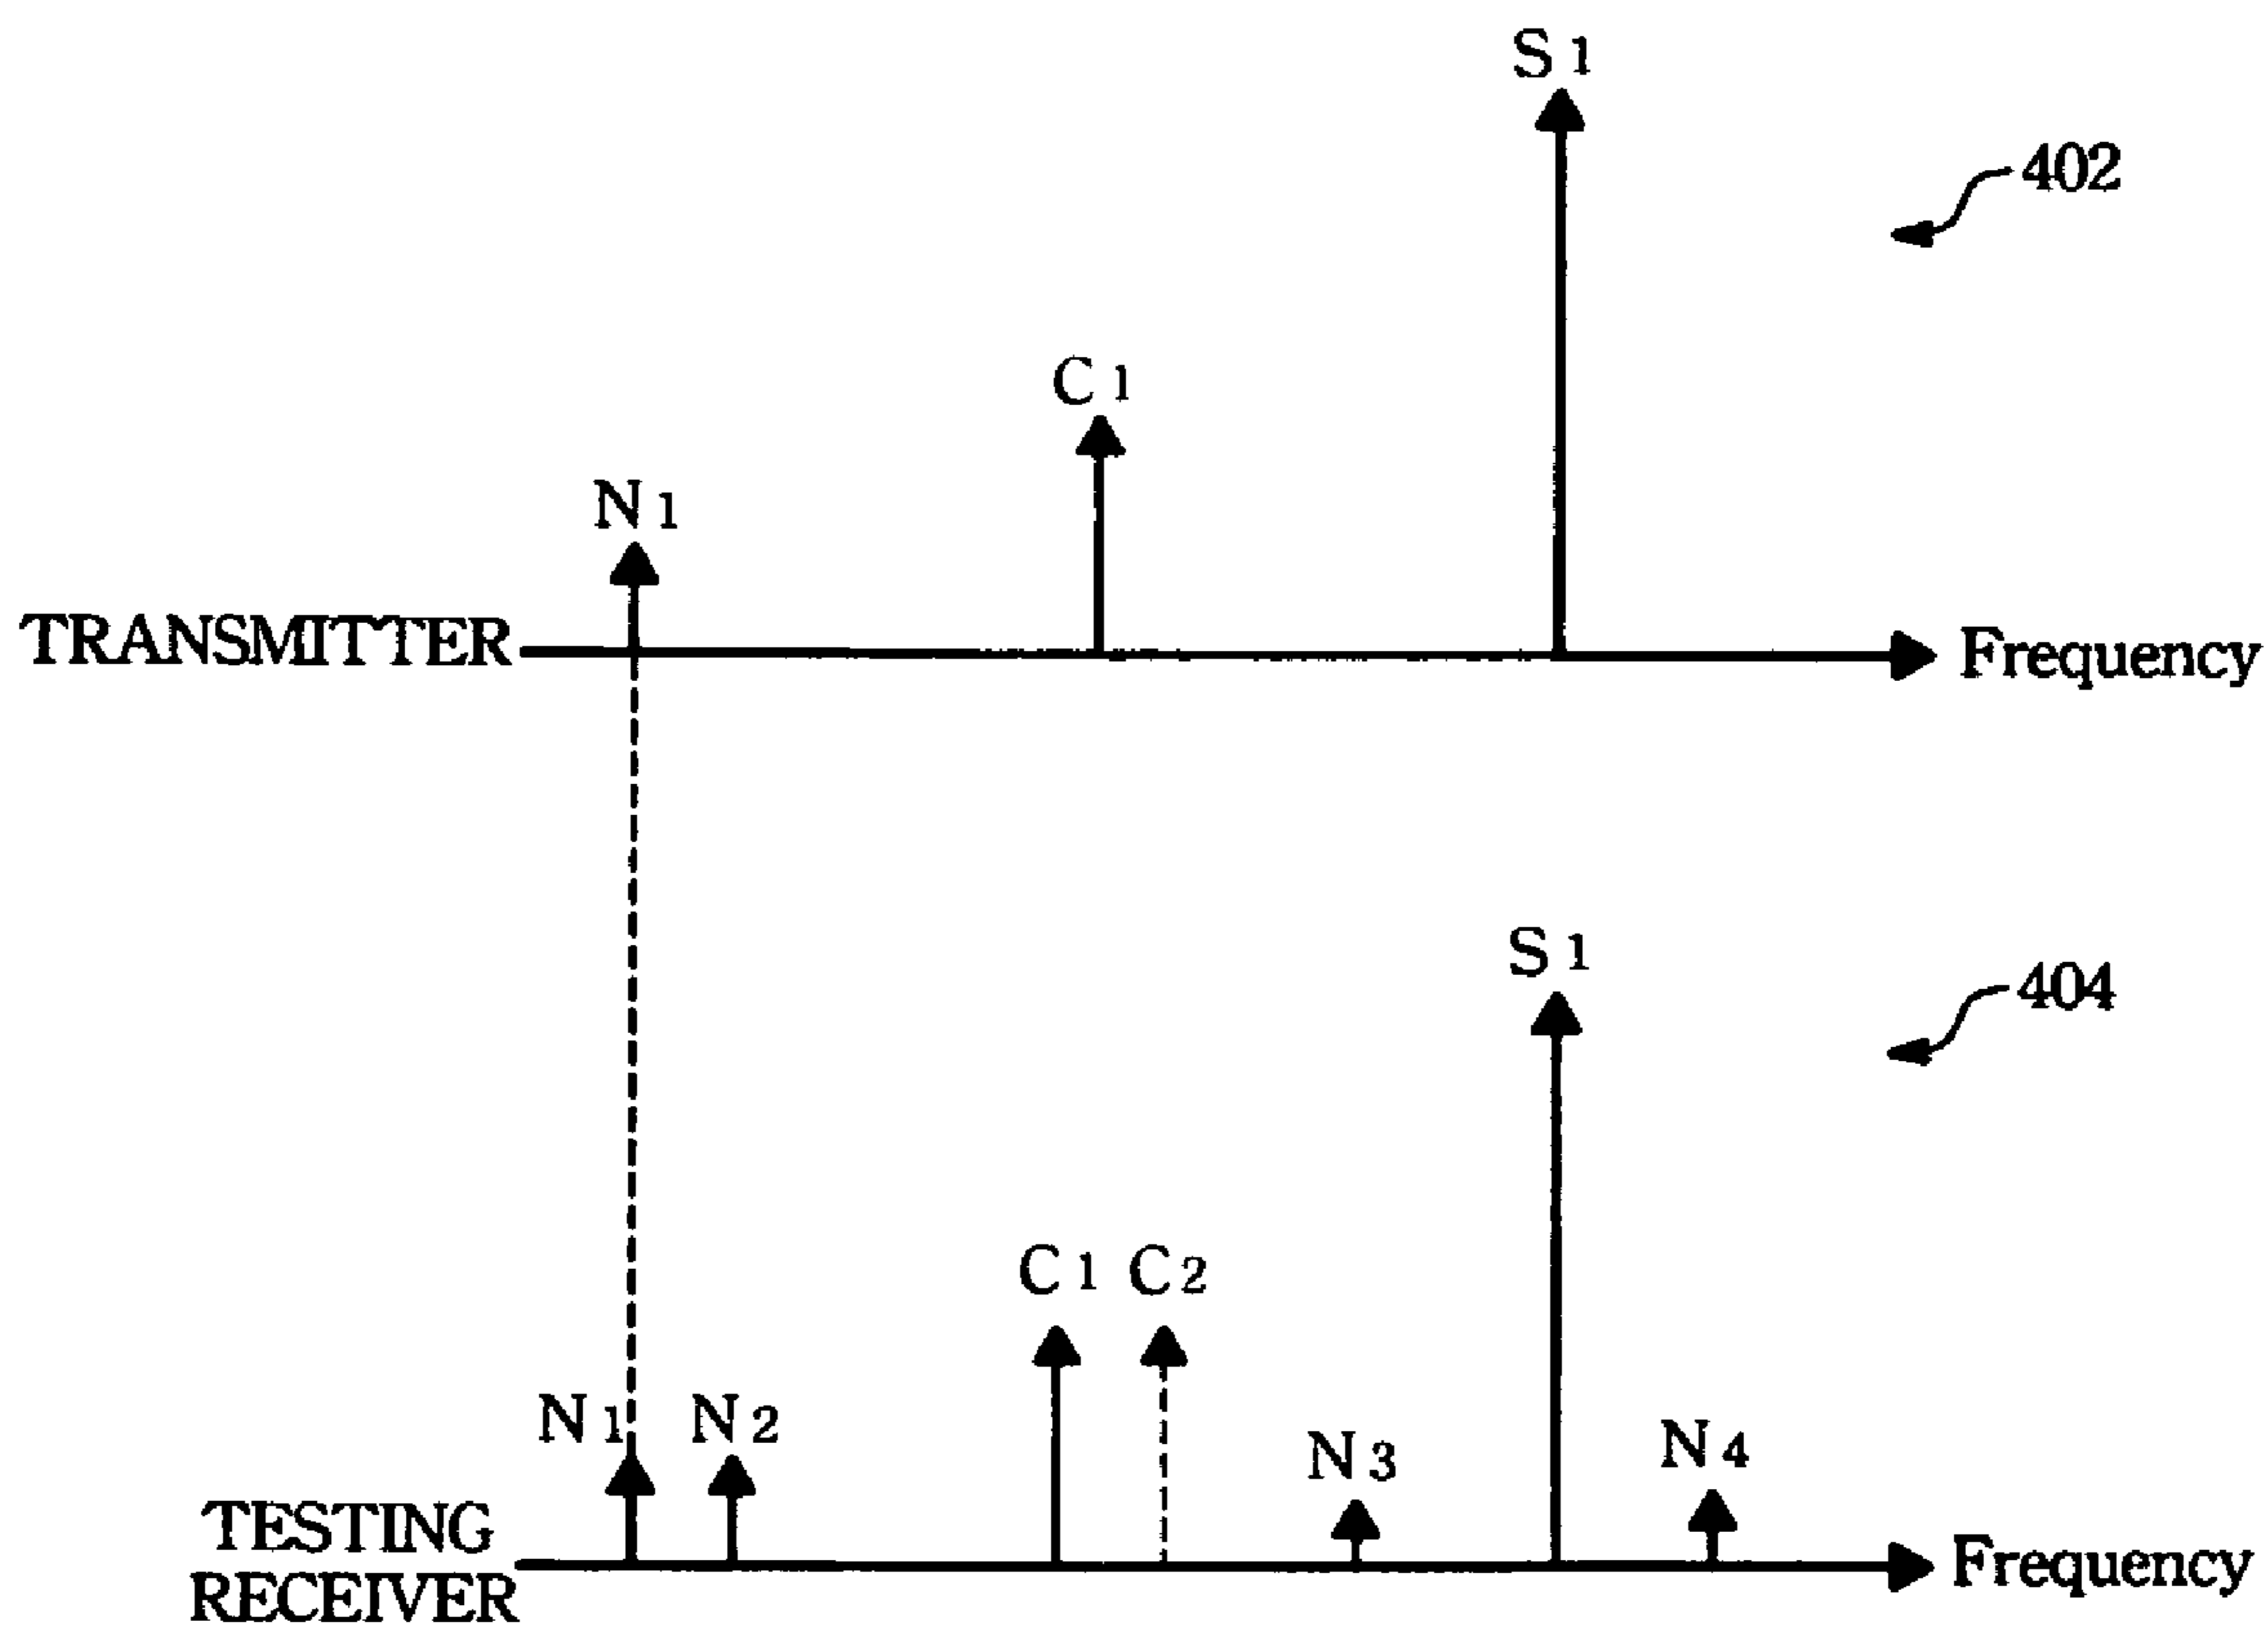 S1
402
C1
N1
TRANSMITTER
Frequency
S1
404
C1
C2
N1
N2
N3
N4
TESTING
RECEIVER
Frequency